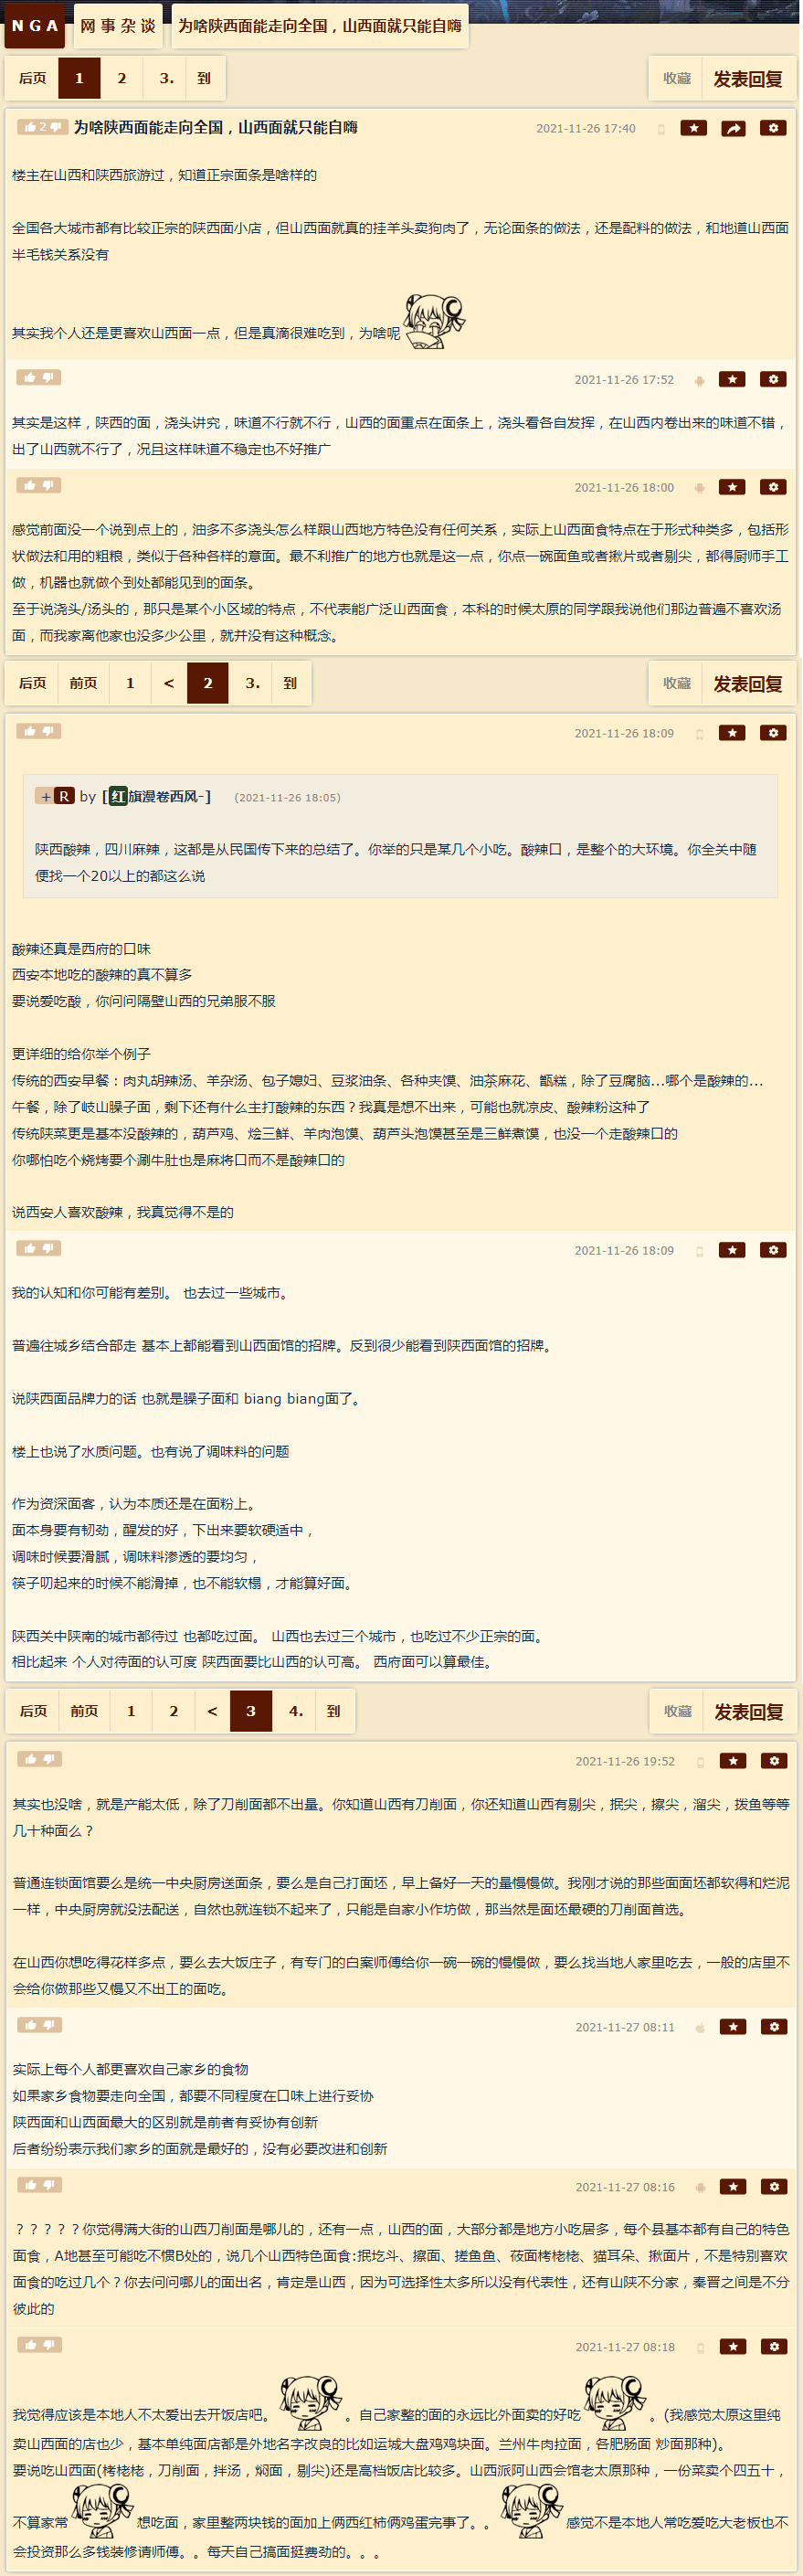 NGA 网事杂谈 为啥陕西面能走向全国，山西面就只能自嗨
后页 1 2 3. 到 收藏 发表回复
2 为啥陕西面能走向全国，山西面就只能自嗨 2021-11-26 17:40
楼主在山西和陕西旅游过，知道正宗面条是啥样的
全国各大城市都有比较正宗的陕西面小店，但山西面就真的挂羊头卖狗肉了，无论面条的做法，还是配料的做法，和地道山西面
半毛钱关系没有
其实我个人还是更喜欢山西面一点，但是真滴很难吃到，为啥呢
2021-11-26 17:52
其实是这样，陕西的面，浇头讲究，味道不行就不行，山西的面重点在面条上，浇头看各自发挥，在山西内卷出来的味道不错，
出了山西就不行了，况且这样味道不稳定也不好推广
2021-11-26 18:00
感觉前面没一个说到点上的，油多不多浇头怎么样跟山西地方特色没有任何关系，实际上山西面食特点在于形式种类多，包括形
状做法和用的粗粮，类似于各种各样的意面。最不利推广的地方也就是这一点，你点一碗面鱼或者揪片或者剔尖，都得厨师手工
做，机器也就做个到处都能见到的面条。
至于说浇头/汤头的，那只是某个小区域的特点，不代表能广泛山西面食，本科的时候太原的同学跟我说他们那边普遍不喜欢汤
面，而我家离他家也没多少公里，就并没有这种概念。
后页 前页 1 < 2 3. 到 收藏 发表回复
2021-11-26 18:09
+ R by [红旗漫卷西风-] (2021-11-26 18:05)
陕西酸辣，四川麻辣，这都是从民国传下来的总结了。你举的只是某几个小吃。酸辣口，是整个的大环境。你全关中随
便找一个20以上的都这么说
酸辣还真是西府的口味
西安本地吃的酸辣的真不算多
要说爱吃酸，你问问隔壁山西的兄弟服不服
更详细的给你举个例子
传统的西安早餐：肉丸胡辣汤、羊杂汤、包子媳妇、豆浆油条、各种夹馍、油茶麻花、甑糕，除了豆腐脑...哪个是酸辣的...
午餐，除了岐山臊子面，剩下还有什么主打酸辣的东西？我真是想不出来，可能也就凉皮、酸辣粉这种了
传统陕菜更是基本没酸辣的，葫芦鸡、烩三鲜、羊肉泡馍、葫芦头泡馍甚至是三鲜煮馍，也没一个走酸辣口的
你哪怕吃个烧烤要个涮牛肚也是麻将口而不是酸辣口的
说西安人喜欢酸辣，我真觉得不是的
2021-11-26 18:09
我的认知和你可能有差别。 也去过一些城市。
普遍往城乡结合部走 基本上都能看到山西面馆的招牌。反到很少能看到陕西面馆的招牌。
说陕西面品牌力的话 也就是臊子面和 biang biang面了。
楼上也说了水质问题。也有说了调味料的问题
作为资深面客，认为本质还是在面粉上。
面本身要有韧劲，醒发的好，下出来要软硬适中，
调味时候要滑腻，调味料渗透的要均匀，
筷子叨起来的时候不能滑掉，也不能软榻，才能算好面。
陕西关中陕南的城市都待过 也都吃过面。 山西也去过三个城市，也吃过不少正宗的面。
相比起来 个人对待面的认可度 陕西面要比山西的认可高。 西府面可以算最佳。
后页 前页 1 2 < 3 4. 到 收藏 发表回复
2021-11-26 19:52
其实也没啥，就是产能太低，除了刀削面都不出量。你知道山西有刀削面，你还知道山西有剔尖，抿尖，擦尖，溜尖，拨鱼等等
几十种面么？
普通连锁面馆要么是统一中央厨房送面条，要么是自己打面坯，早上备好一天的量慢慢做。我刚才说的那些面面坯都软得和烂泥
一样，中央厨房就没法配送，自然也就连锁不起来了，只能是自家小作坊做，那当然是面坯最硬的刀削面首选。
在山西你想吃得花样多点，要么去大饭庄子，有专门的白案师傅给你一碗一碗的慢慢做，要么找当地人家里吃去，一般的店里不
会给你做那些又慢又不出工的面吃。
2021-11-27 08:11
实际上每个人都更喜欢自己家乡的食物
如果家乡食物要走向全国，都要不同程度在口味上进行妥协
陕西面和山西面最大的区别就是前者有妥协有创新
后者纷纷表示我们家乡的面就是最好的，没有必要改进和创新
2021-11-27 08:16
？？？？？你觉得满大街的山西刀削面是哪儿的，还有一点，山西的面，大部分都是地方小吃居多，每个县基本都有自己的特色
面食，A地甚至可能吃不惯B处的，说几个山西特色面食:抿圪斗、擦面、搓鱼鱼、莜面栲栳栳、猫耳朵、揪面片，不是特别喜欢
面食的吃过几个？你去问问哪儿的面出名，肯定是山西，因为可选择性太多所以没有代表性，还有山陕不分家，秦晋之间是不分
彼此的
2021-11-27 08:18
我觉得应该是本地人不太爱出去开饭店吧。 。自己家整的面的永远比外面卖的好吃 。(我感觉太原这里纯
卖山西面的店也少，基本单纯面店都是外地名字改良的比如运城大盘鸡鸡块面。兰州牛肉拉面，各肥肠面 炒面那种)。
要说吃山西面(栲栳栳，刀削面，拌汤，焖面，剔尖)还是高档饭店比较多。山西派阿山西会馆老太原那种，一份菜卖个四五十，
不算家常 想吃面，家里整两块钱的面加上俩西红柿俩鸡蛋完事了。。 感觉不是本地人常吃爱吃大老板也不
会投资那么多钱装修请师傅。。每天自己搞面挺费劲的。。。